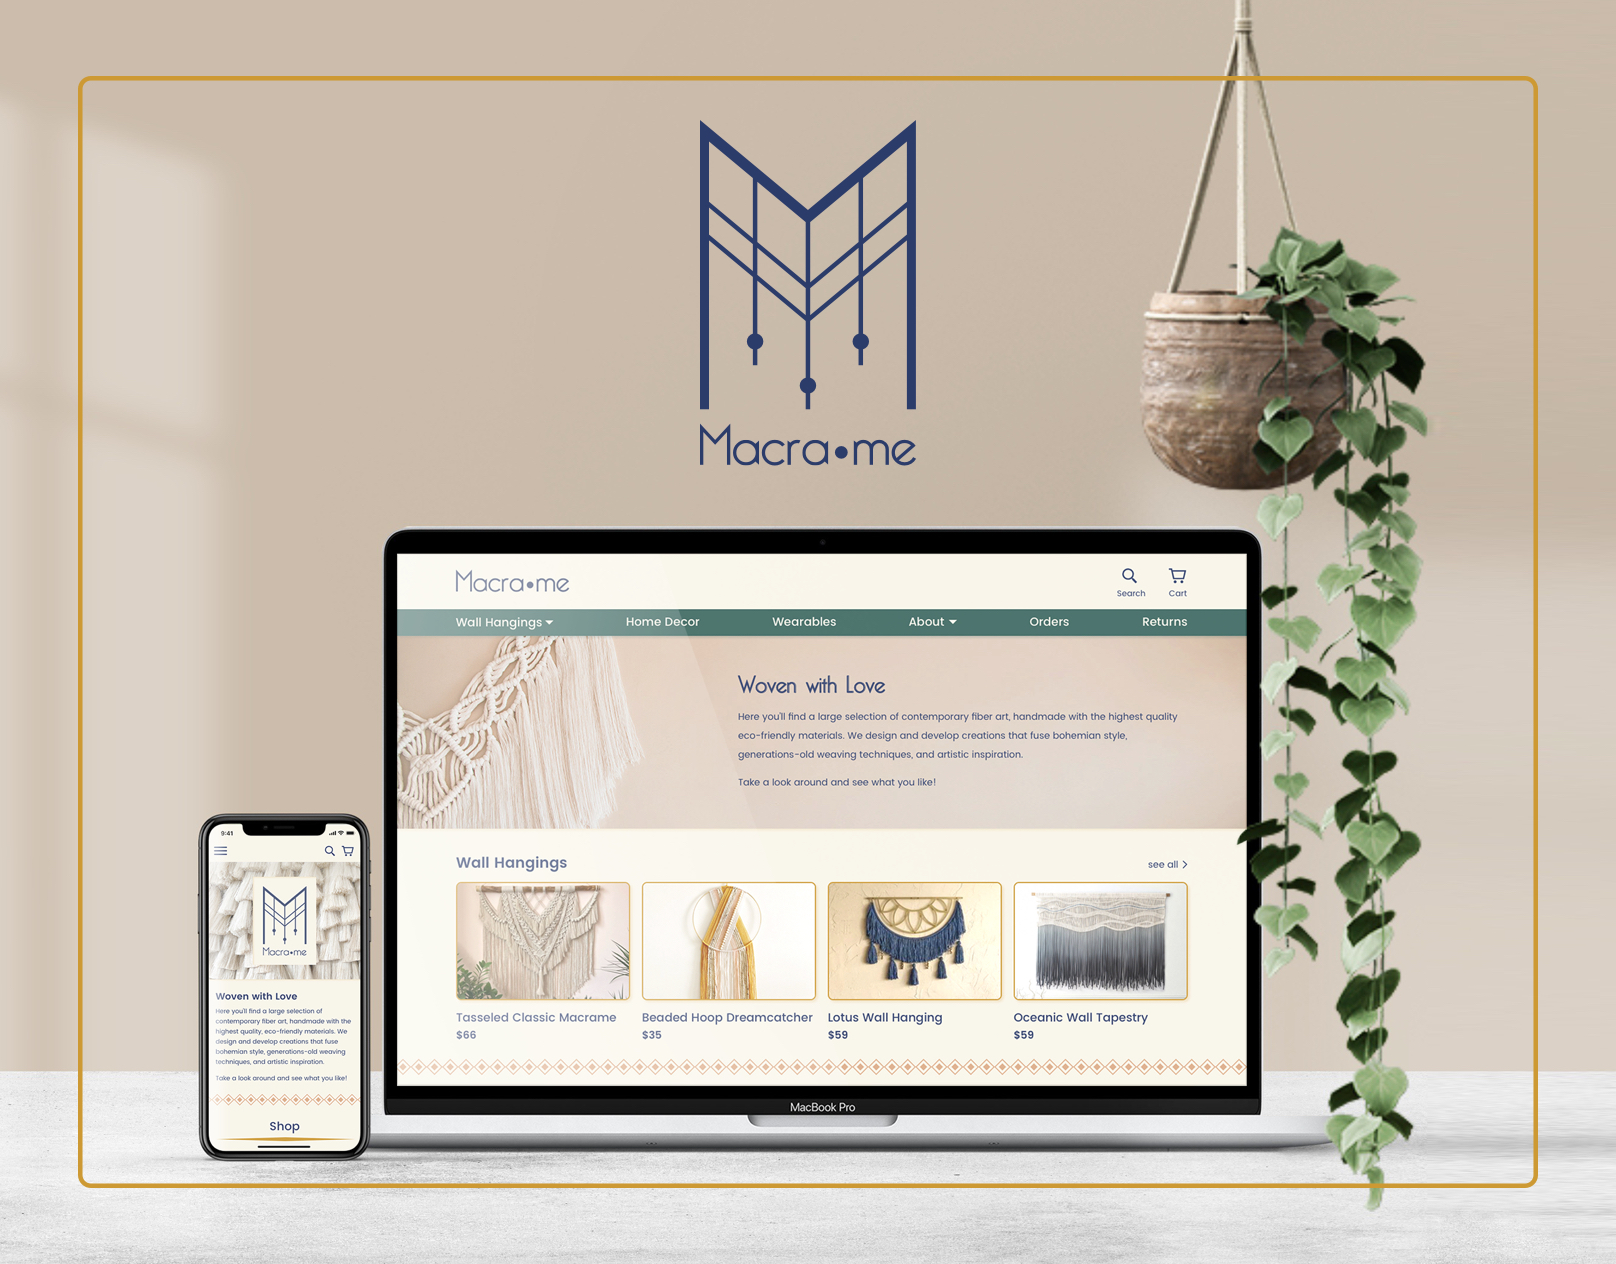 Macra•me
Macra•me
Search
Cart
Wall Hangings
Home Decor
Wearables
About
Orders
Returns
Woven with Love
Here you'll find a large selection of contemporary fiber art, handmade with the highest quality
eco-friendly materials. We design and develop creations that fuse bohemian style,
generations-old weaving techniques, and artistic inspiration.
Take a look around and see what you like!
Wall Hangings
see all
Tasseled Classic Macrame
$66
Beaded Hoop Dreamcatcher
$35
Lotus Wall Hanging
$59
Oceanic Wall Tapestry
$59
MacBook Pro
9:41
Macra•me
Woven with Love
Here you'll find a large selection of
contemporary fiber art, handmade with the
highest quality, eco-friendly materials. We
design and develop creations that fuse
bohemian style, generations-old weaving
techniques, and artistic inspiration.
Take a look around and see what you like!
Shop